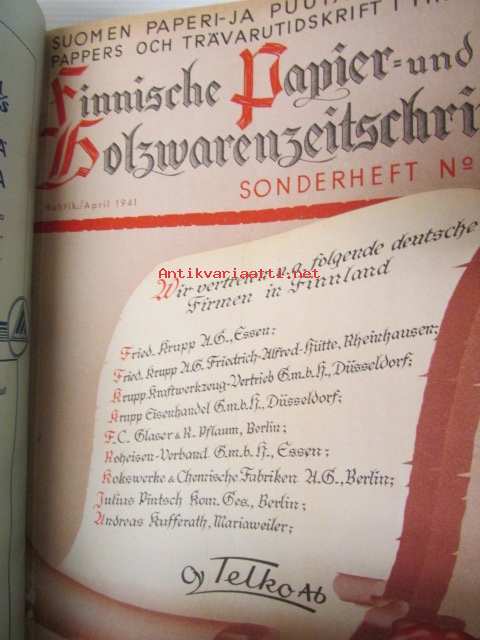 SUOMEN PAPERI-JA
PAPPERS OCH TRÄVARUTIDSKRIFT I
Finnische Papier=und
Holzwarenzeitschri
SONDERHEFT No
/April 1941
Antikvariaatti.net
Wir vertreten u.a. folgende deutsche
Firmen in Finnland
Fried. Krupp A.G., Essen;
Fried. Krupp A.G. Friedrich-Alfred-Hütte, Rheinhausen;
Krupp Kraftwerkzeug-Vertrieb G.m.b.H., Düsseldorf;
Krupp Eisenhandel G.m.b.H., Düsseldorf;
F.C. Glaser & R. Pflaum, Berlin;
Roheisen-Verband G.m.b.H., Essen;
Kokswerke & Chemische Fabriken A.G., Berlin;
Julius Pintsch Kom. Ges., Berlin;
Andreas Kufferath, Mariaweiler;
Oy Telko Ab